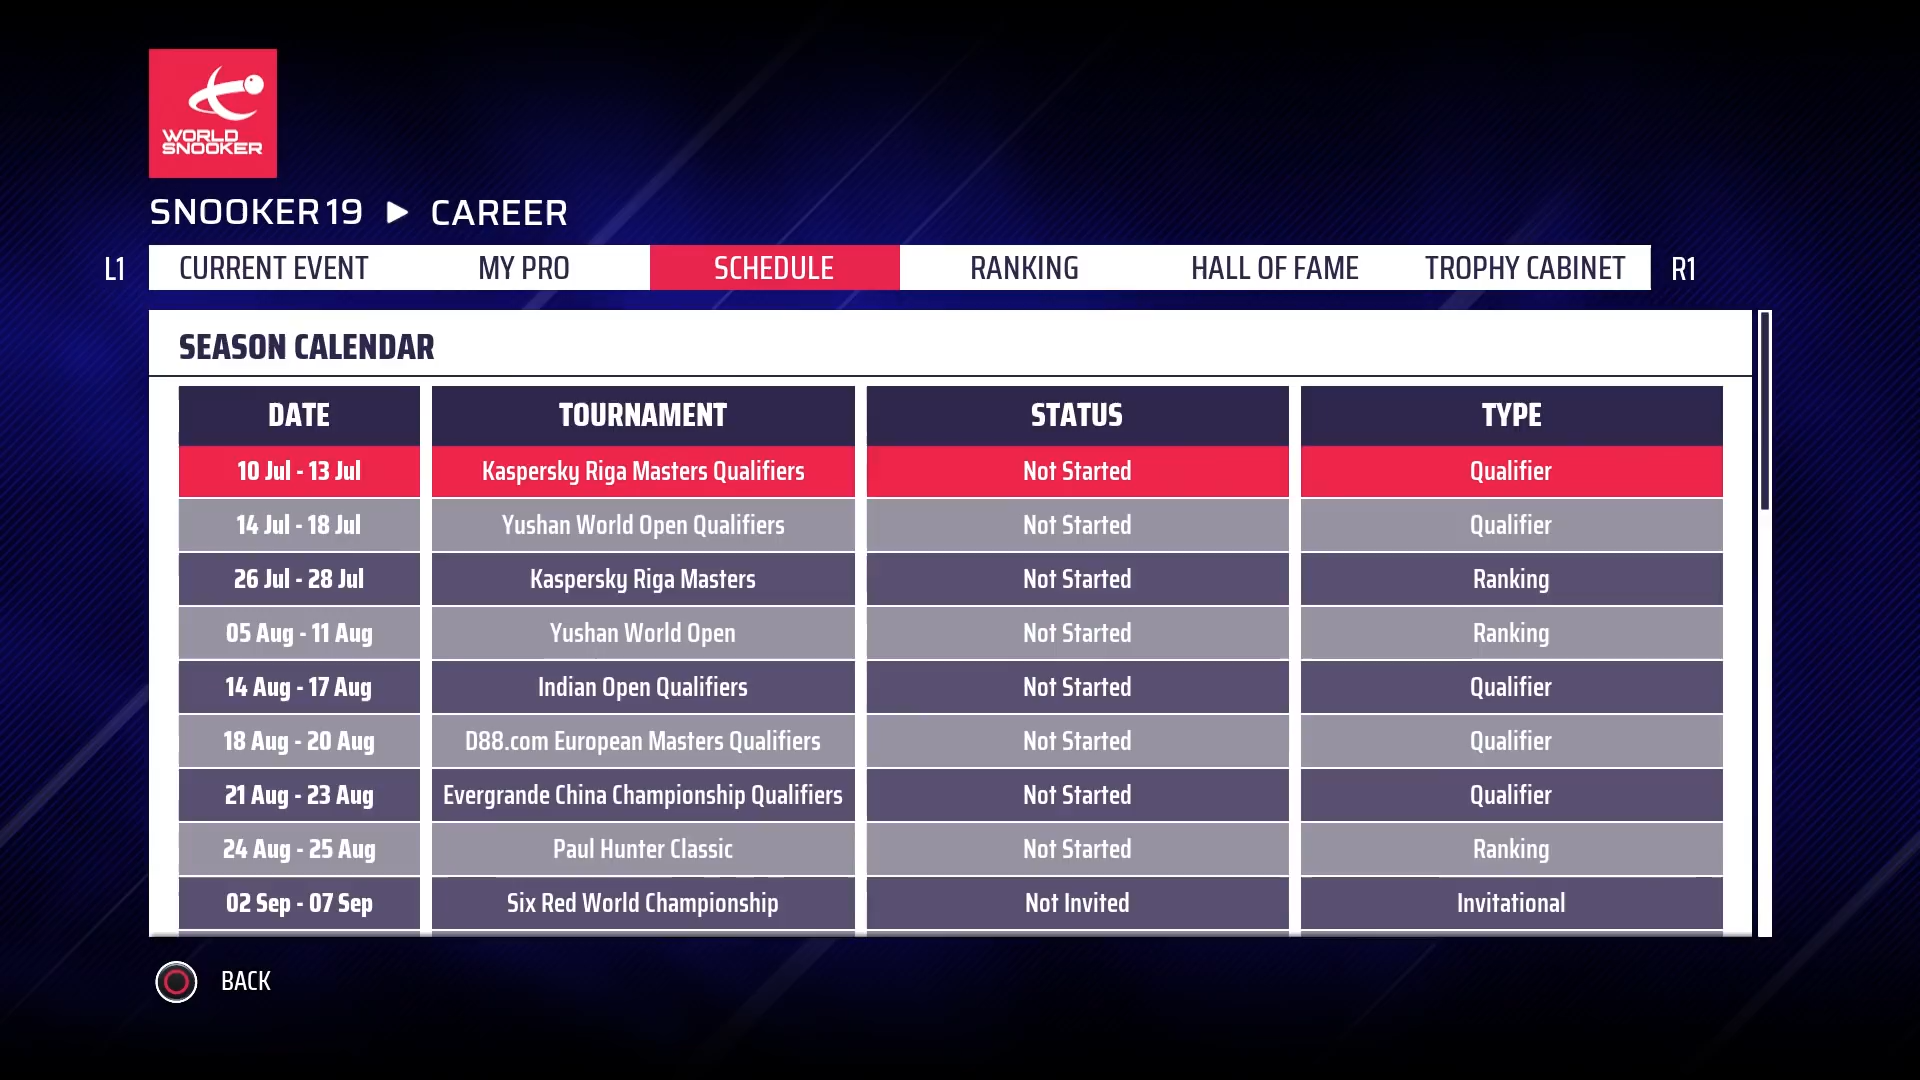 WORLD
SNOOKER
SNOOKER 19 ▶ CAREER
L1 CURRENT EVENT MY PRO SCHEDULE RANKING HALL OF FAME TROPHY CABINET R1
SEASON CALENDAR
DATE TOURNAMENT STATUS TYPE
10 Jul - 13 Jul Kaspersky Riga Masters Qualifiers Not Started Qualifier
14 Jul - 18 Jul Yushan World Open Qualifiers Not Started Qualifier
26 Jul - 28 Jul Kaspersky Riga Masters Not Started Ranking
05 Aug - 11 Aug Yushan World Open Not Started Ranking
14 Aug - 17 Aug Indian Open Qualifiers Not Started Qualifier
18 Aug - 20 Aug D88.com European Masters Qualifiers Not Started Qualifier
21 Aug - 23 Aug Evergrande China Championship Qualifiers Not Started Qualifier
24 Aug - 25 Aug Paul Hunter Classic Not Started Ranking
02 Sep - 07 Sep Six Red World Championship Not Invited Invitational
BACK